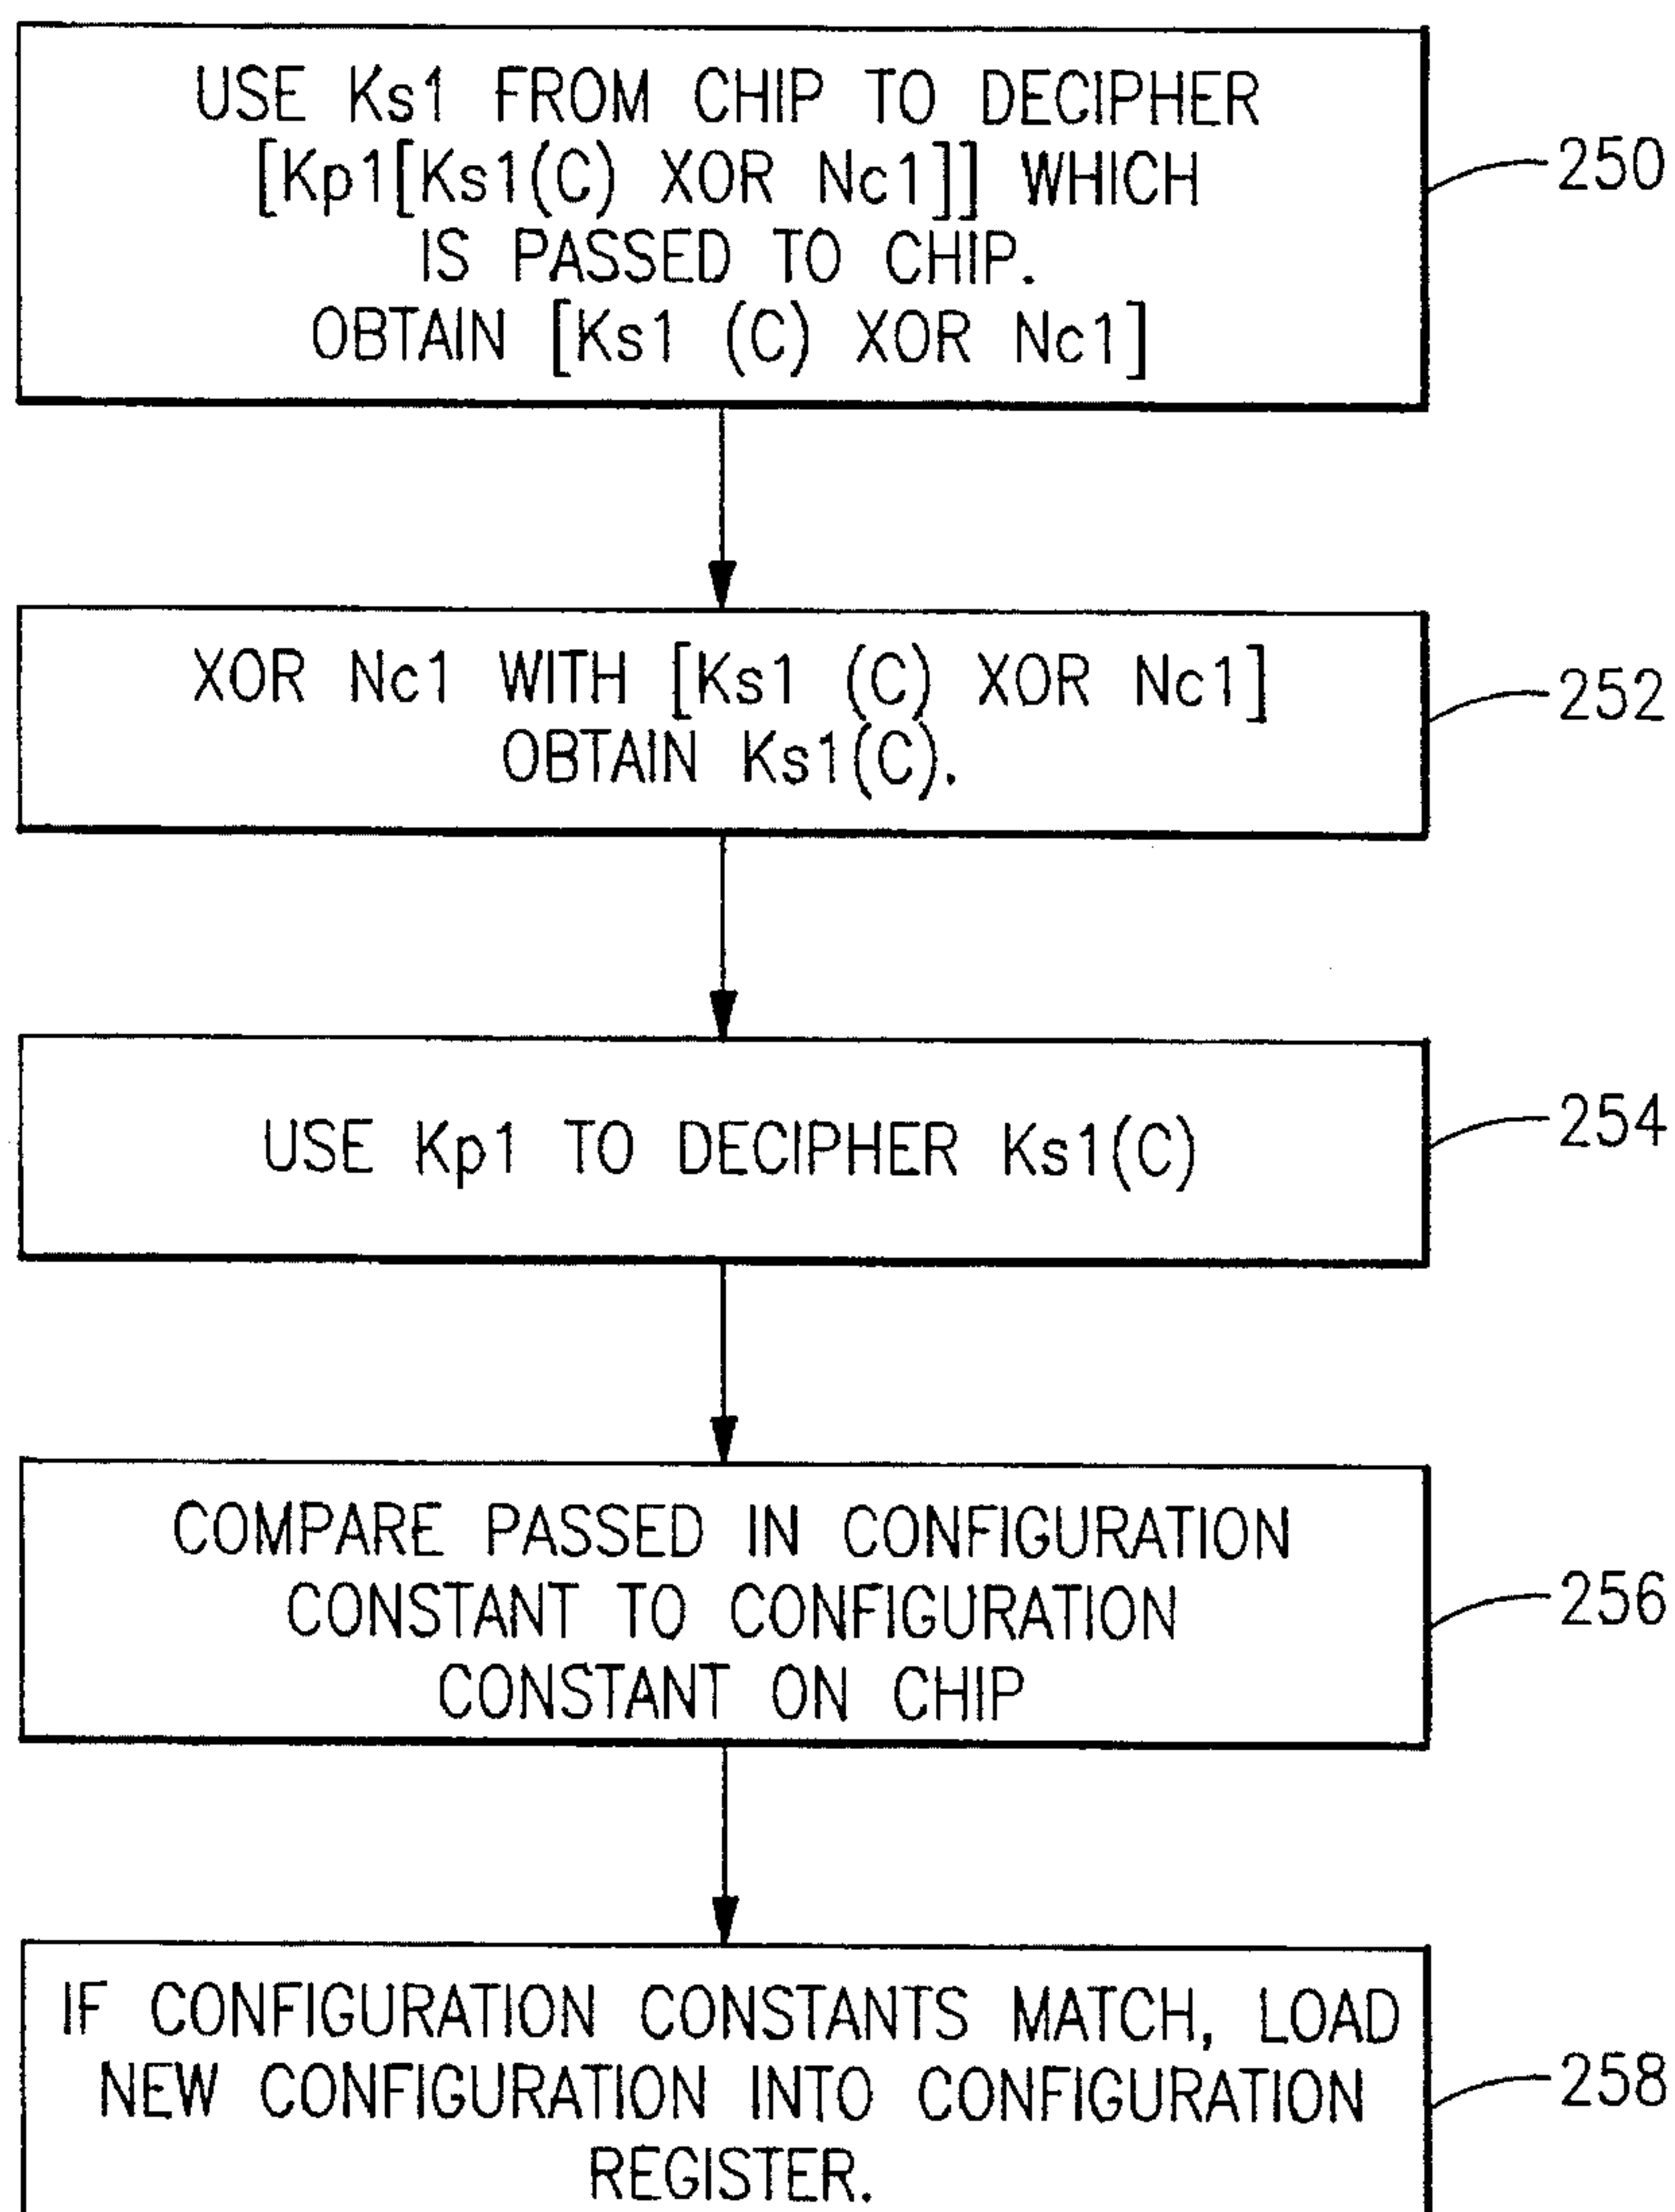 USE Ks1 FROM CHIP TO DECIPHER
[Kp1[Ks1(C) XOR Nc1]] WHICH
IS PASSED TO CHIP.
OBTAIN [Ks1 (C) XOR Nc1]
250
XOR Nc1 WITH [Ks1 (C) XOR Nc1]
OBTAIN Ks1(C).
252
USE Kp1 TO DECIPHER Ks1(C)
254
COMPARE PASSED IN CONFIGURATION
CONSTANT TO CONFIGURATION
CONSTANT ON CHIP
256
IF CONFIGURATION CONSTANTS MATCH, LOAD
NEW CONFIGURATION INTO CONFIGURATION
REGISTER.
258